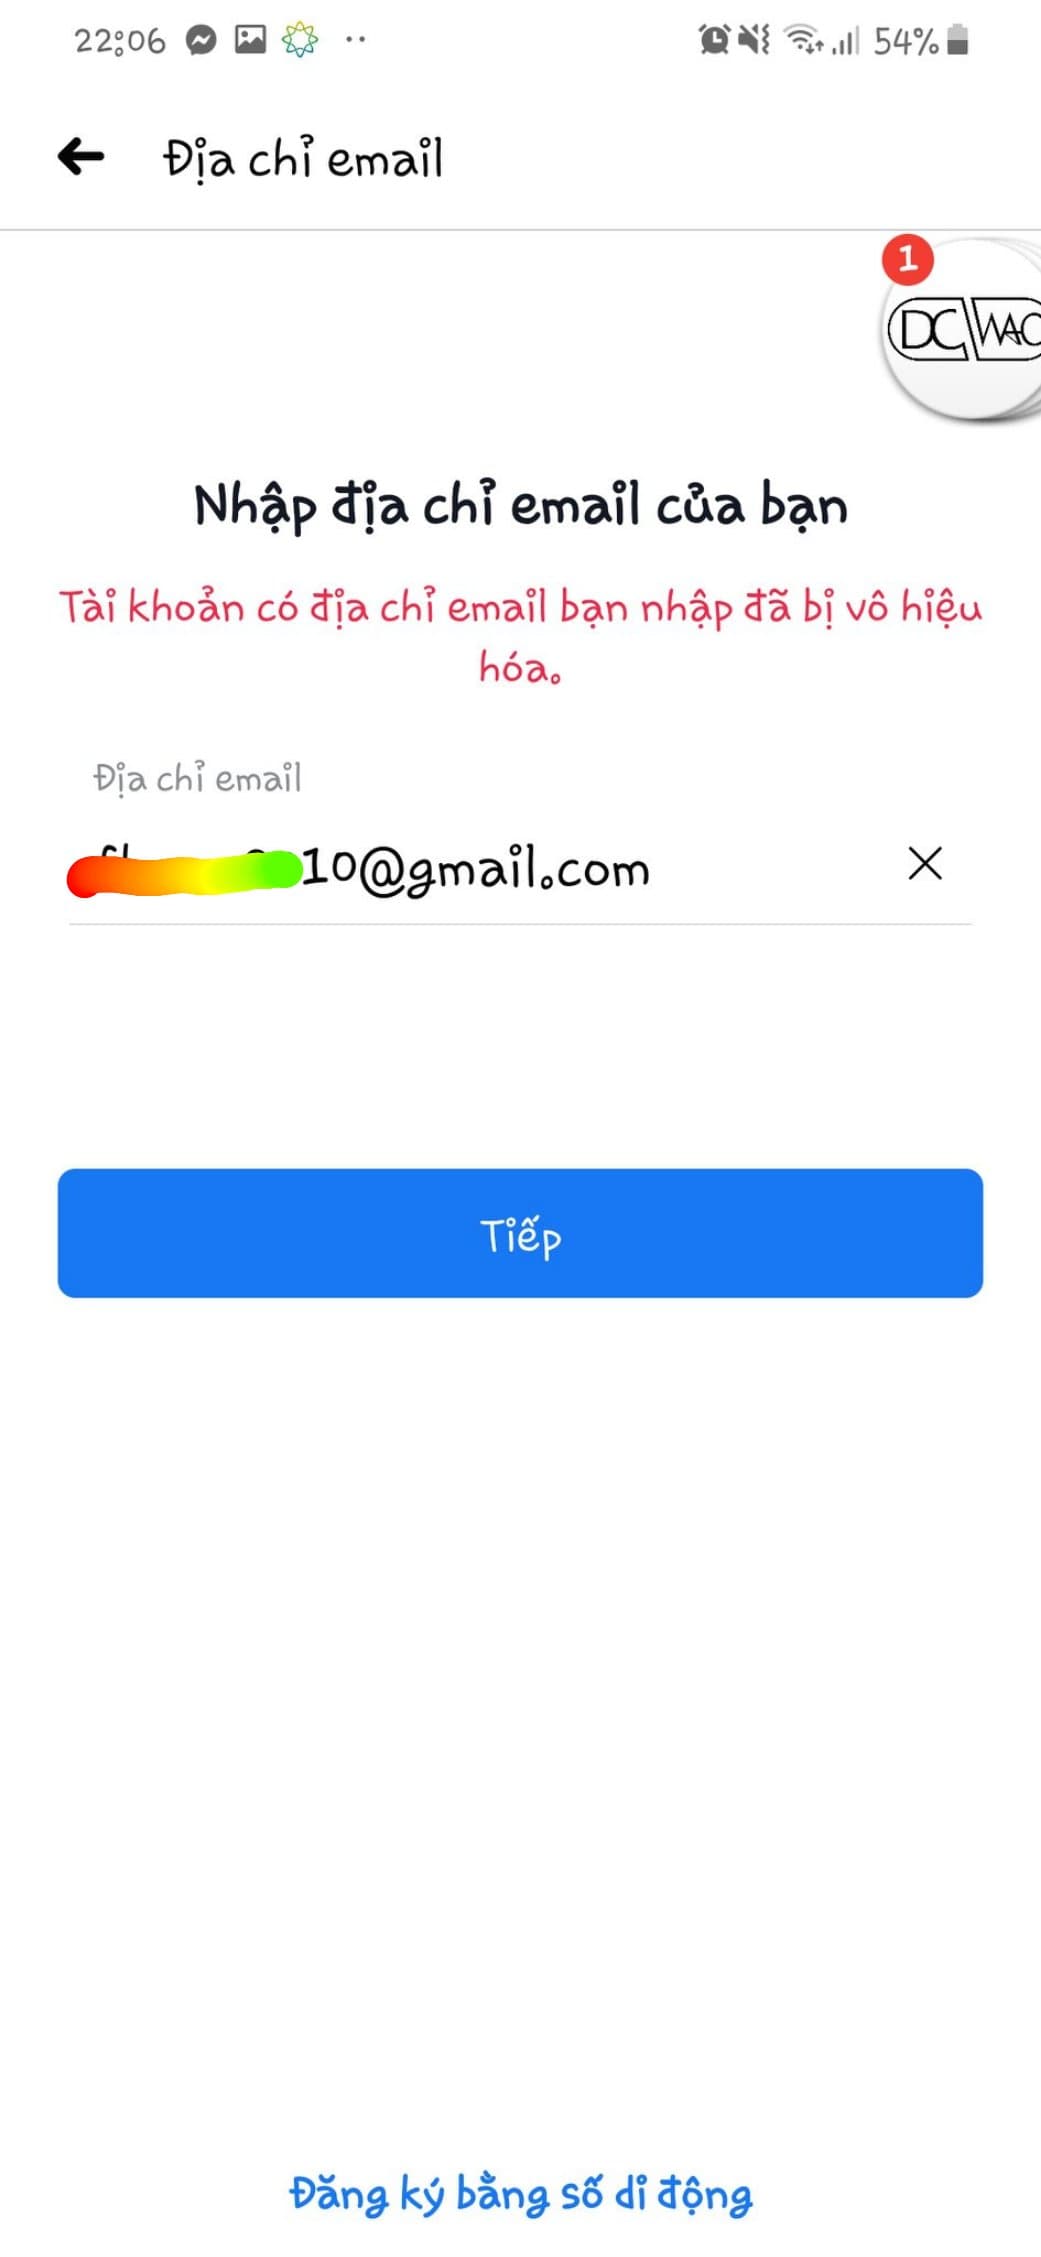 22:06
54%
Địa chỉ email
1
DC WAO
Nhập địa chỉ email của bạn
Tài khoản có địa chỉ email bạn nhập đã bị vô hiệu
hóa.
Địa chỉ email
10@gmail.com
Tiếp
Đăng ký bằng số di động